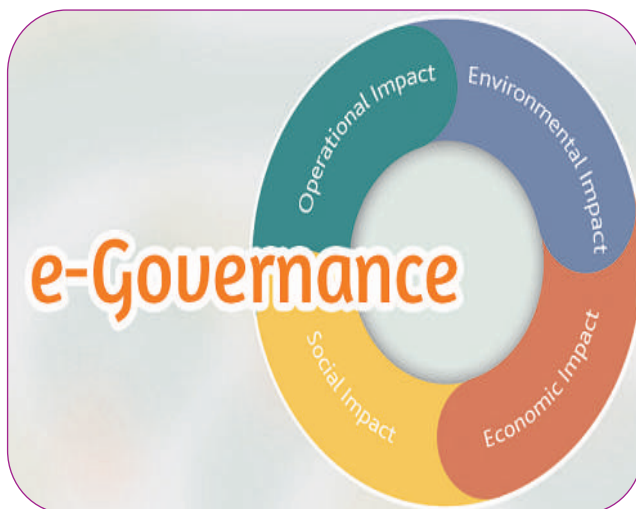 Operational Impact
Environmental Impact
e-Governance
Social Impact
Economic Impact